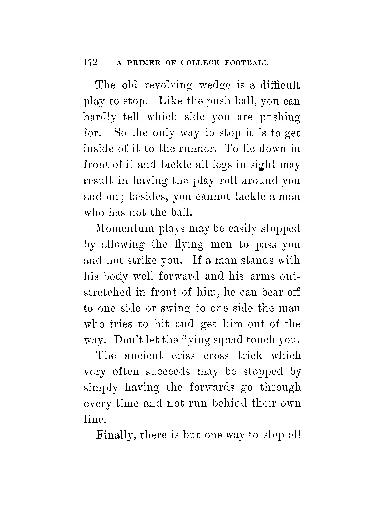 172 A PRIMER OF COLLEGE FOOTBALL
The old revolving wedge is a difficult
play to stop. Like the push ball, you can
hardly tell which side you are pushing
for. So the only way to stop it is to get
inside of it to the runner. To lie down in
front of it and tackle all legs in sight may
result in having the play roll around you
and on; besides, you cannot tackle a man
who has not the ball.
Momentum plays may be easily stopped
by allowing the flying men to pass you
and not strike you. If a man stands with
his body well forward and his arms out-
stretched in front of him, he can bear off
to one side or swing to one side the man
who tries to hit and get him out of the
way. Don't let the flying squad touch you.
The ancient criss cross trick which
very often succeeds may be stopped by
simply having the forwards go through
every time and not run behind their own
line.
Finally, there is but one way to stop all